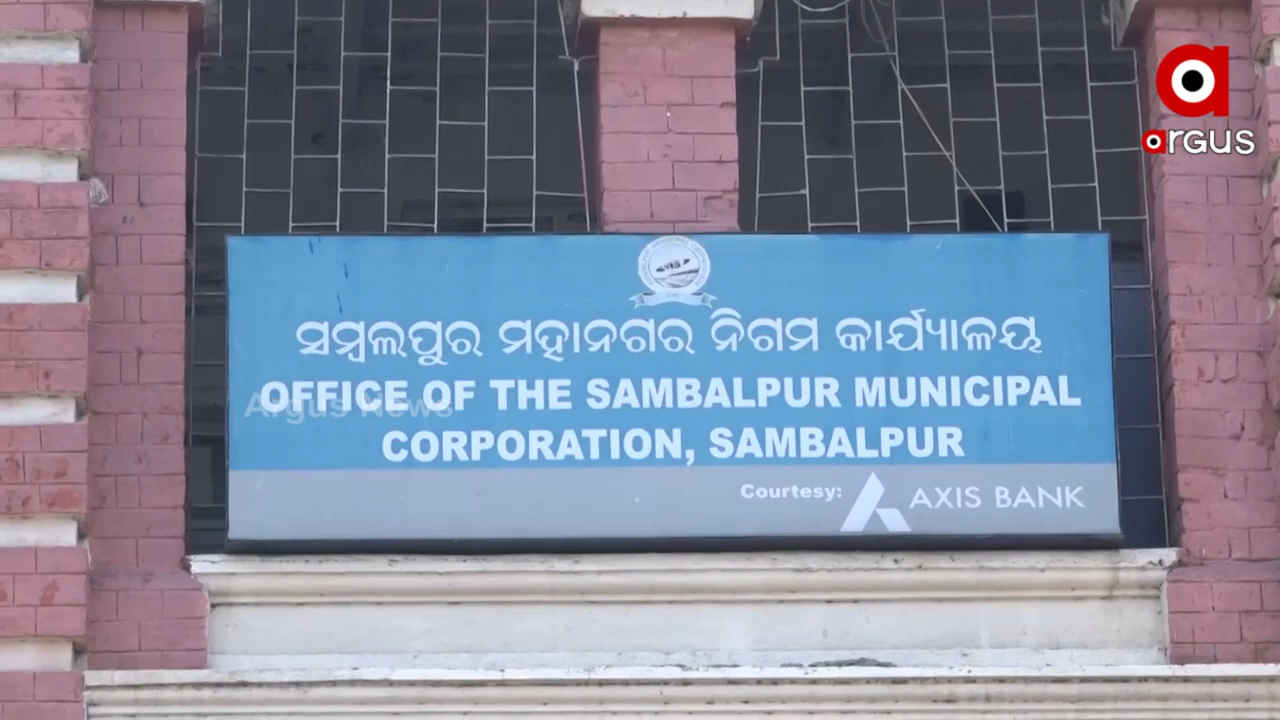 argus
ସମ୍ବଲପୁର ମହାନଗର ନିଗମ କାର୍ଯ୍ୟାଳୟ
OFFICE OF THE SAMBALPUR MUNICIPAL
Argus News
CORPORATION, SAMBALPUR
Courtesy: AXIS BANK